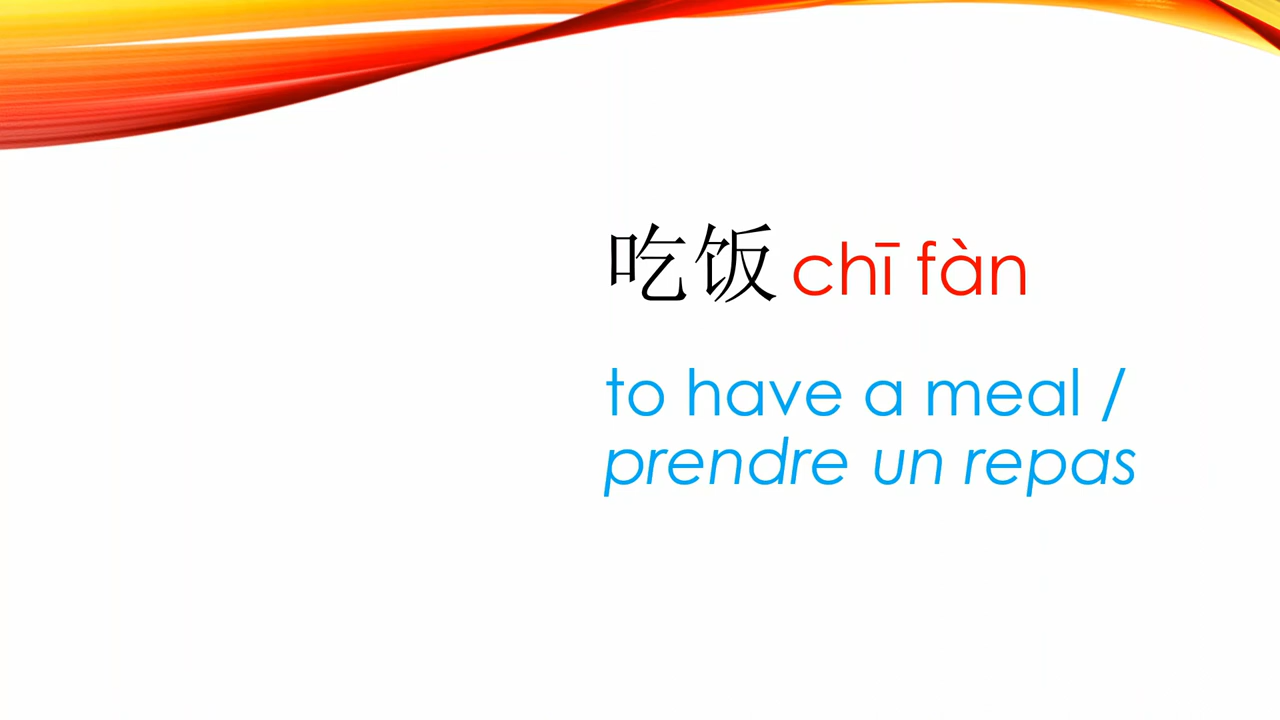 吃饭 chī fàn
to have a meal /
prendre un repas